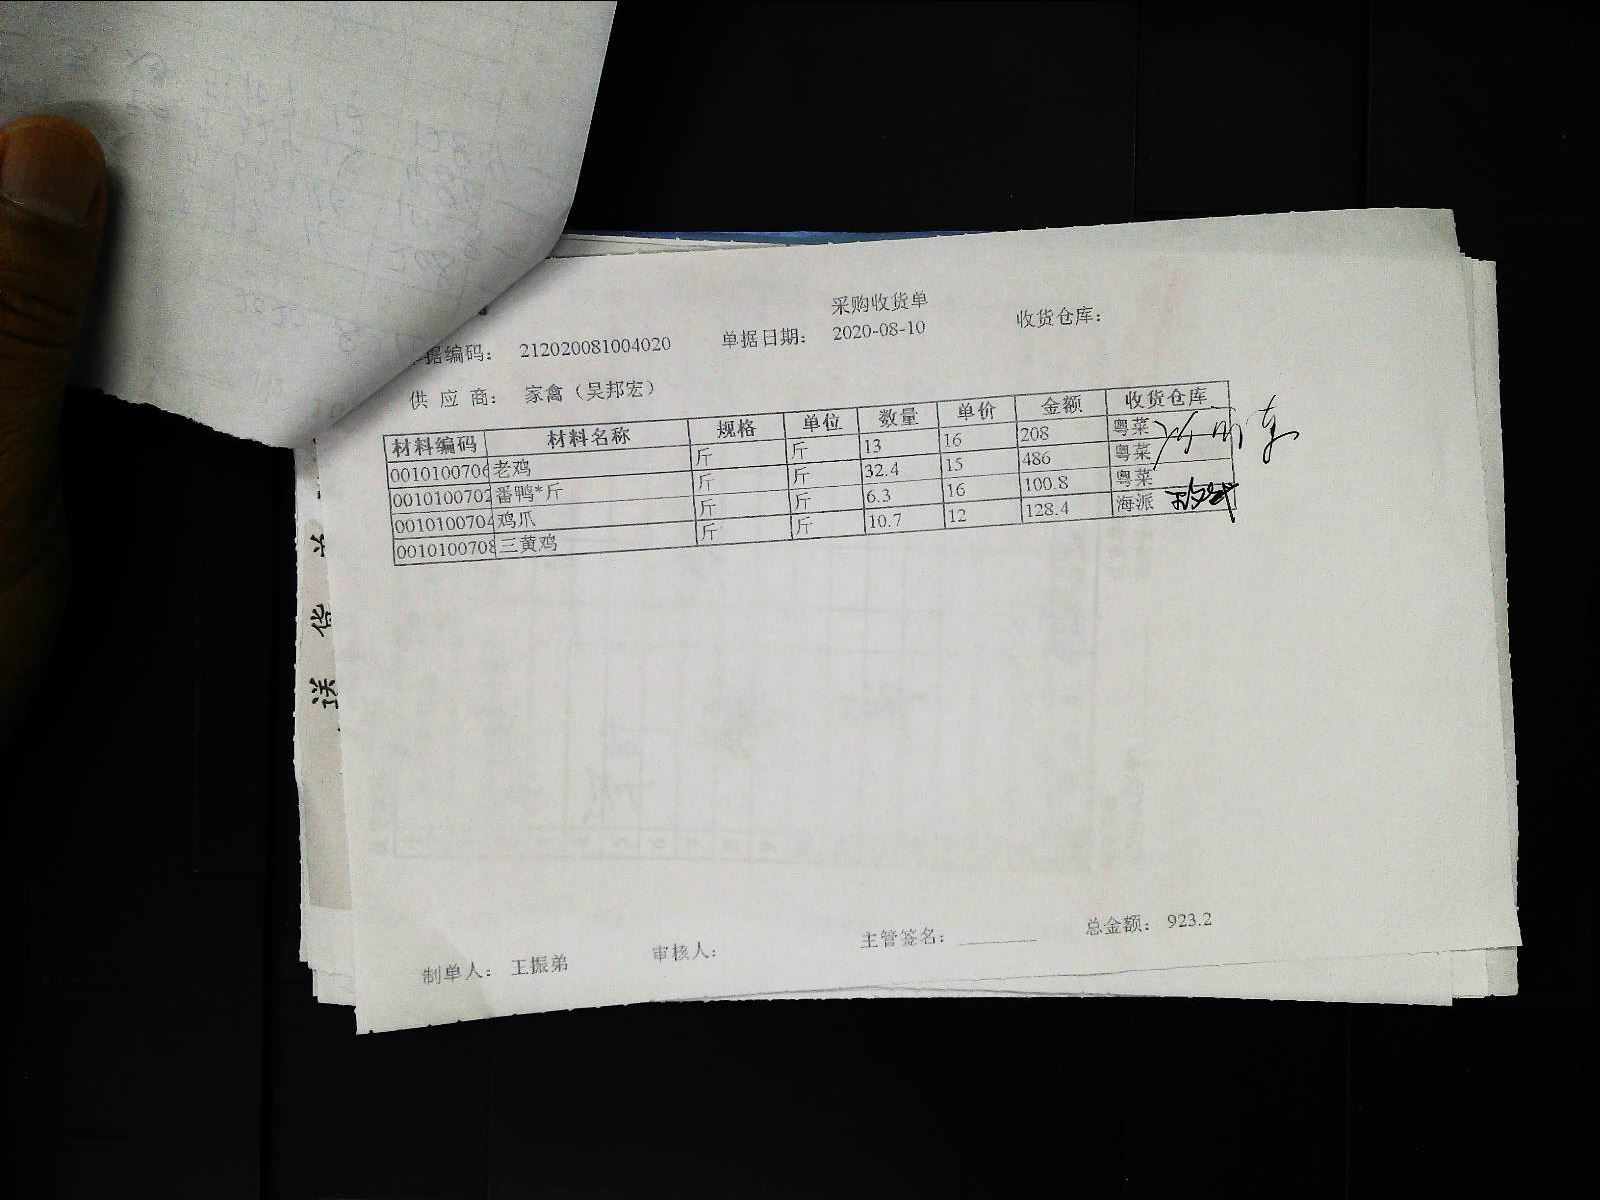 采购收货单
据编码： 212020081004020 单据日期： 2020-08-10 收货仓库：
供 应 商： 家禽（吴邦宏）
材料编码 材料名称 规格 单位 数量 单价 金额 收货仓库
0010100706 老鸡 斤 斤 13 16 208 粤菜
0010100702 番鸭*斤 斤 斤 32.4 15 486 粤菜
0010100704 鸡爪 斤 斤 6.3 16 100.8 粤菜
0010100708 三黄鸡 斤 斤 10.7 12 128.4 海派
制单人： 王振弟 审核人： 主管签名： 总金额： 923.2
送 货